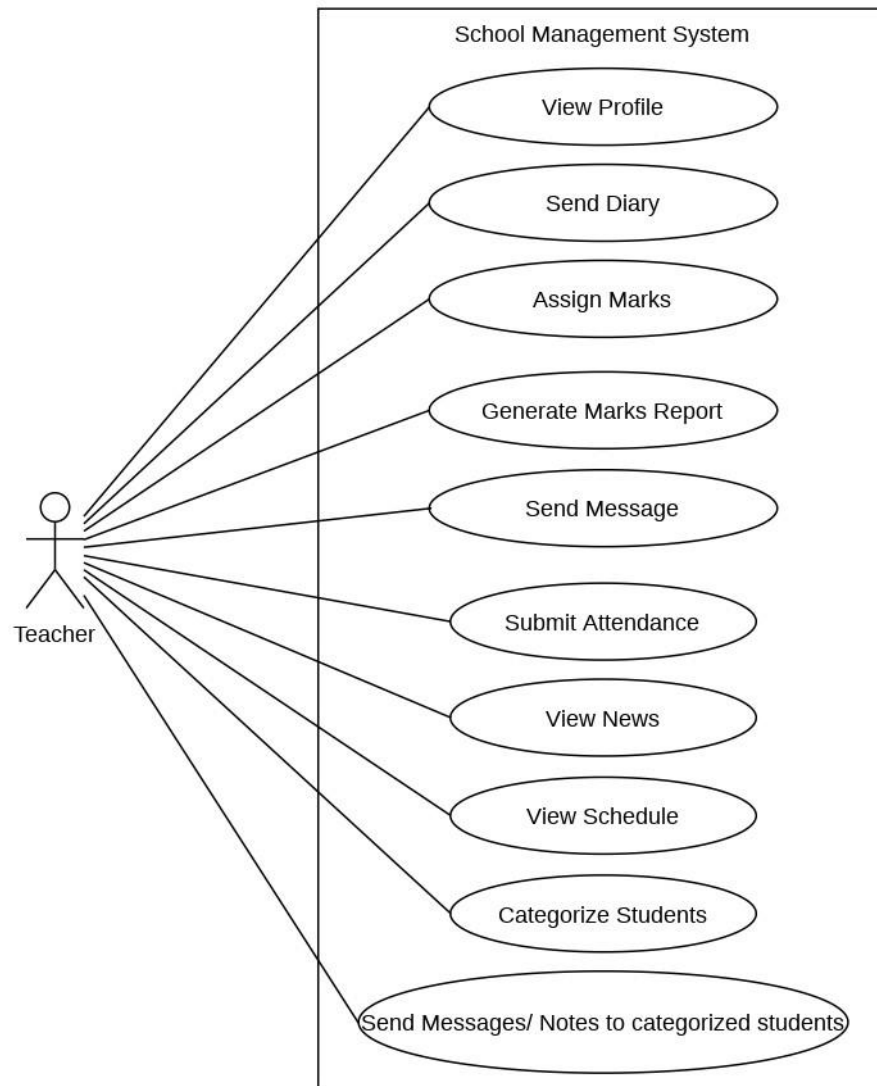 School Management System
View Profile
Send Diary
Assign Marks
Generate Marks Report
Send Message
Teacher
Submit Attendance
View News
View Schedule
Categorize Students
Send Messages/ Notes to categorized students